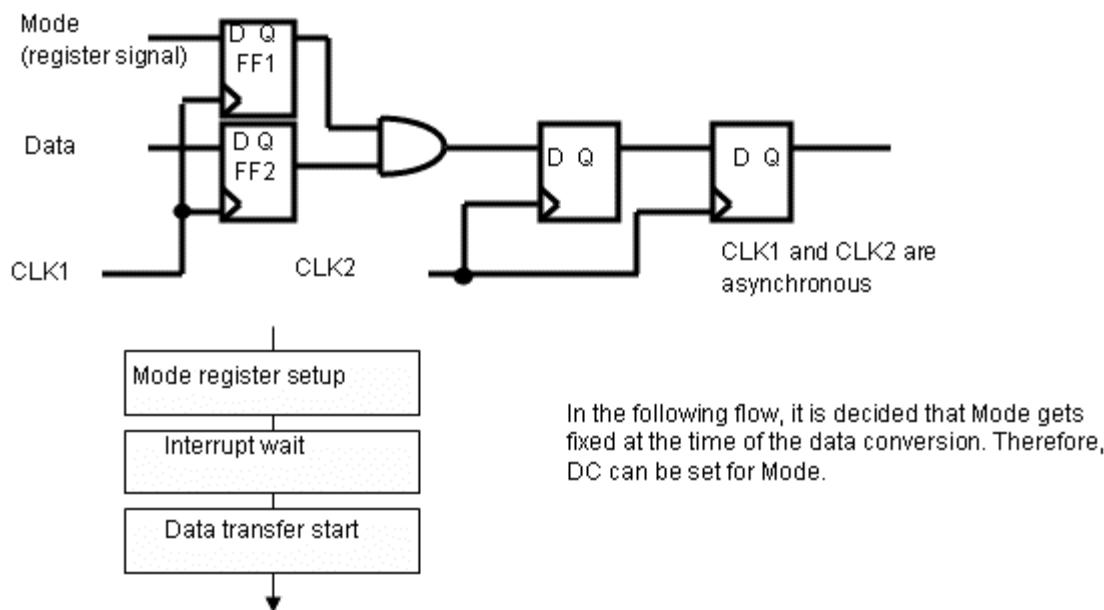 Mode
(register signal)
D Q
FF1
Data
D Q
FF2
D Q
D Q
CLK1
CLK2
CLK1 and CLK2 are
asynchronous
Mode register setup
Interrupt wait
Data transfer start
In the following flow, it is decided that Mode gets
fixed at the time of the data conversion. Therefore,
DC can be set for Mode.